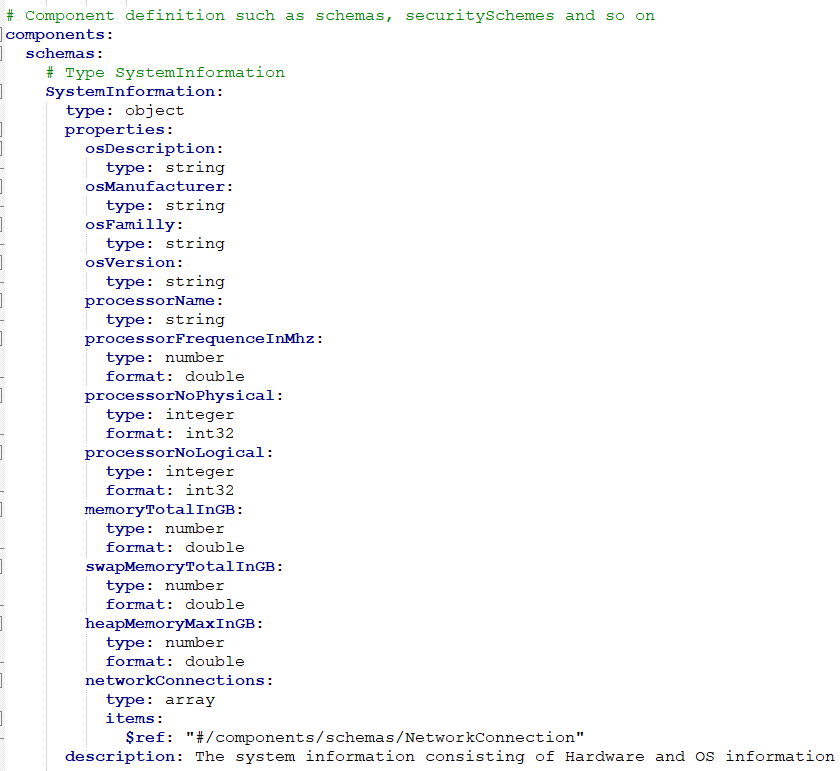 # Component definition such as schemas, securitySchemes and so on
components:
  schemas:
    # Type SystemInformation
    SystemInformation:
      type: object
      properties:
        osDescription:
          type: string
        osManufacturer:
          type: string
        osFamilly:
          type: string
        osVersion:
          type: string
        processorName:
          type: string
        processorFrequenceInMhz:
          type: number
          format: double
        processorNoPhysical:
          type: integer
          format: int32
        processorNoLogical:
          type: integer
          format: int32
        memoryTotalInGB:
          type: number
          format: double
        swapMemoryTotalInGB:
          type: number
          format: double
        heapMemoryMaxInGB:
          type: number
          format: double
        networkConnections:
          type: array
          items:
            $ref: "#/components/schemas/NetworkConnection"
      description: The system information consisting of Hardware and OS information